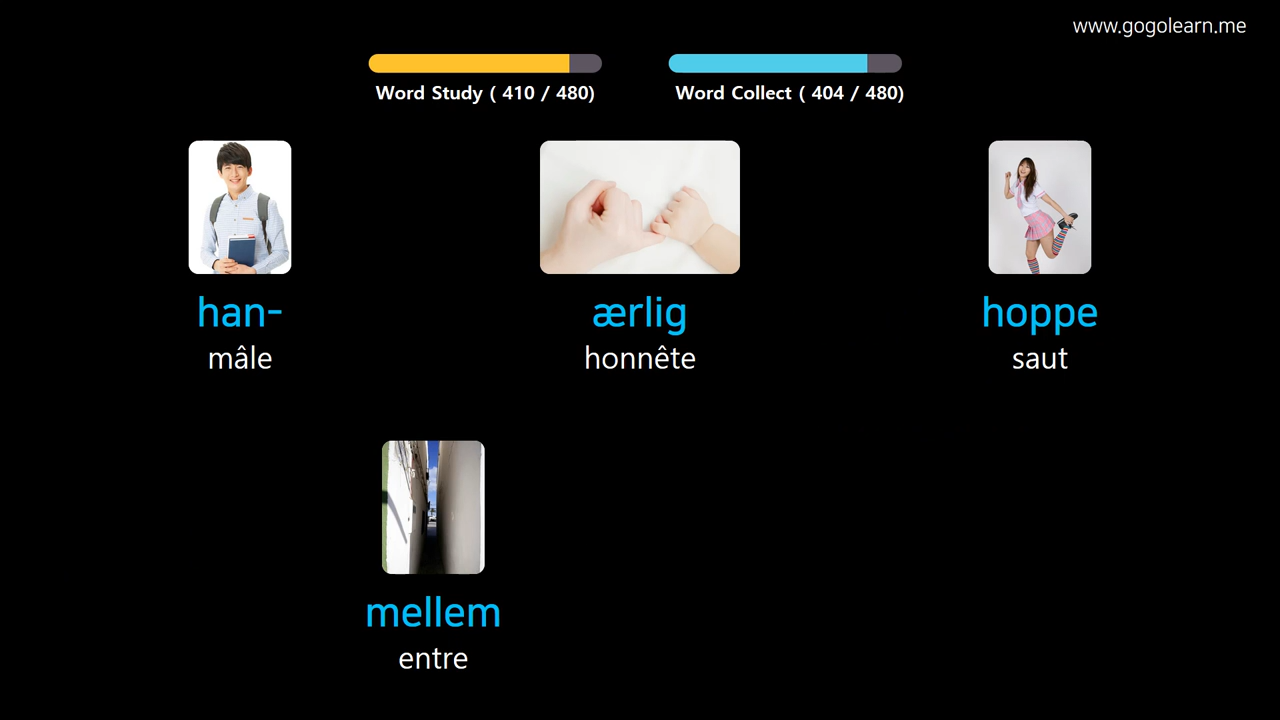 www.gogolearn.me
Word Study ( 410 / 480)
Word Collect ( 404 / 480)
han-
mâle
ærlig
honnête
hoppe
saut
mellem
entre